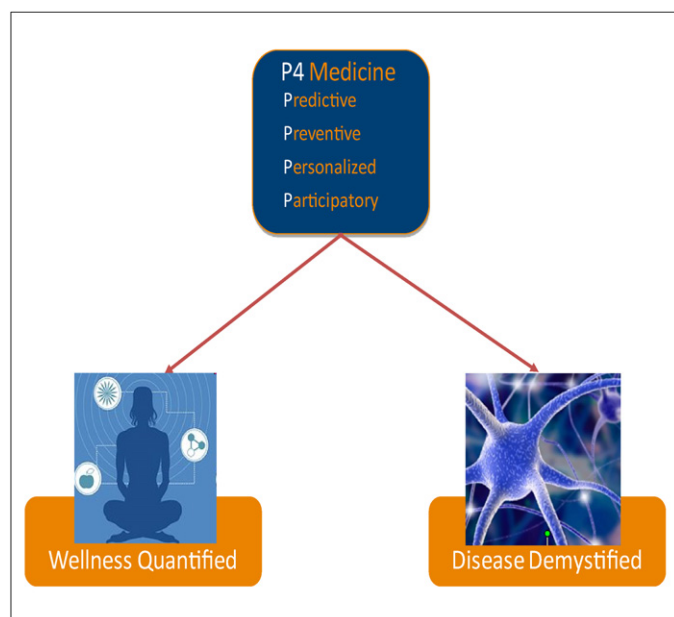 P4 Medicine
Predictive
Preventive
Personalized
Participatory
Wellness Quantified
Disease Demystified